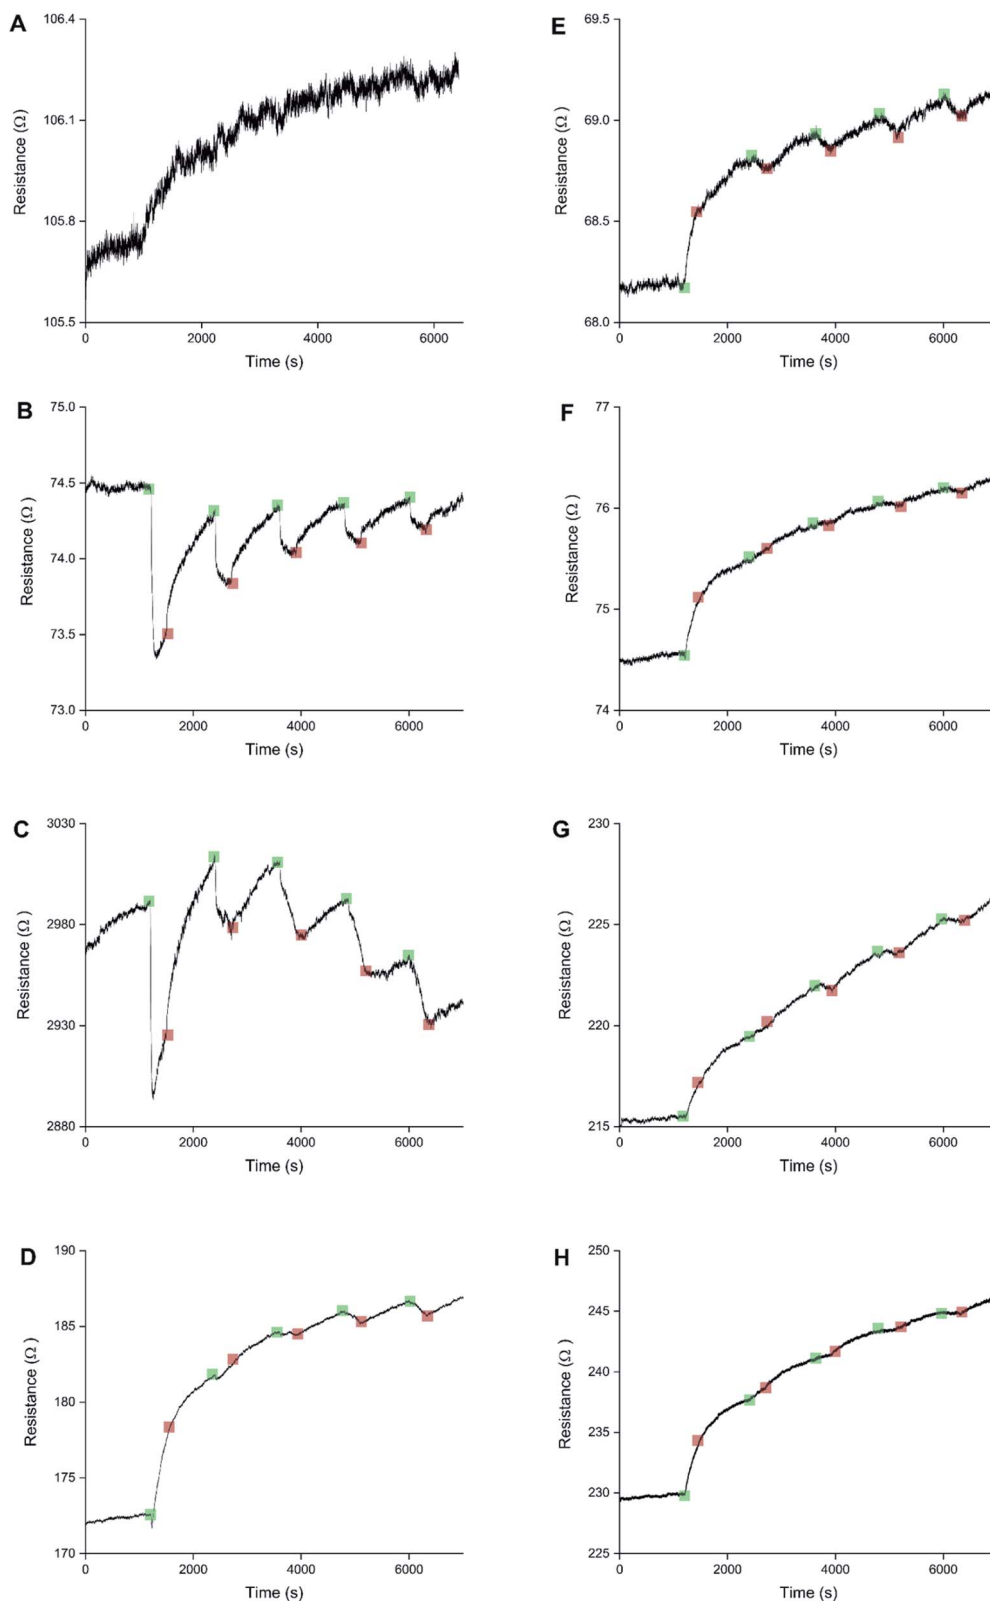 A
106.4
106.1
105.8
105.5
Resistance (Ω)
0 2000 4000 6000
Time (s)
B
75.0
74.5
74.0
73.5
73.0
Resistance (Ω )
0 2000 4000 6000
Time (s)
C
3030
2980
2930
2880
Resistance (Ω )
0 2000 4000 6000
Time (s)
D
190
185
180
175
170
Resistance (Ω )
0 2000 4000 6000
Time (s)
E
69.5
69.0
68.5
68.0
Resistance (Ω )
0 2000 4000 6000
Time (s)
F
77
76
75
74
Resistance (Ω )
0 2000 4000 6000
Time (s)
G
230
225
220
215
Resistance (Ω )
0 2000 4000 6000
Time (s)
H
250
245
240
235
230
225
Resistance (Ω )
0 2000 4000 6000
Time (s)